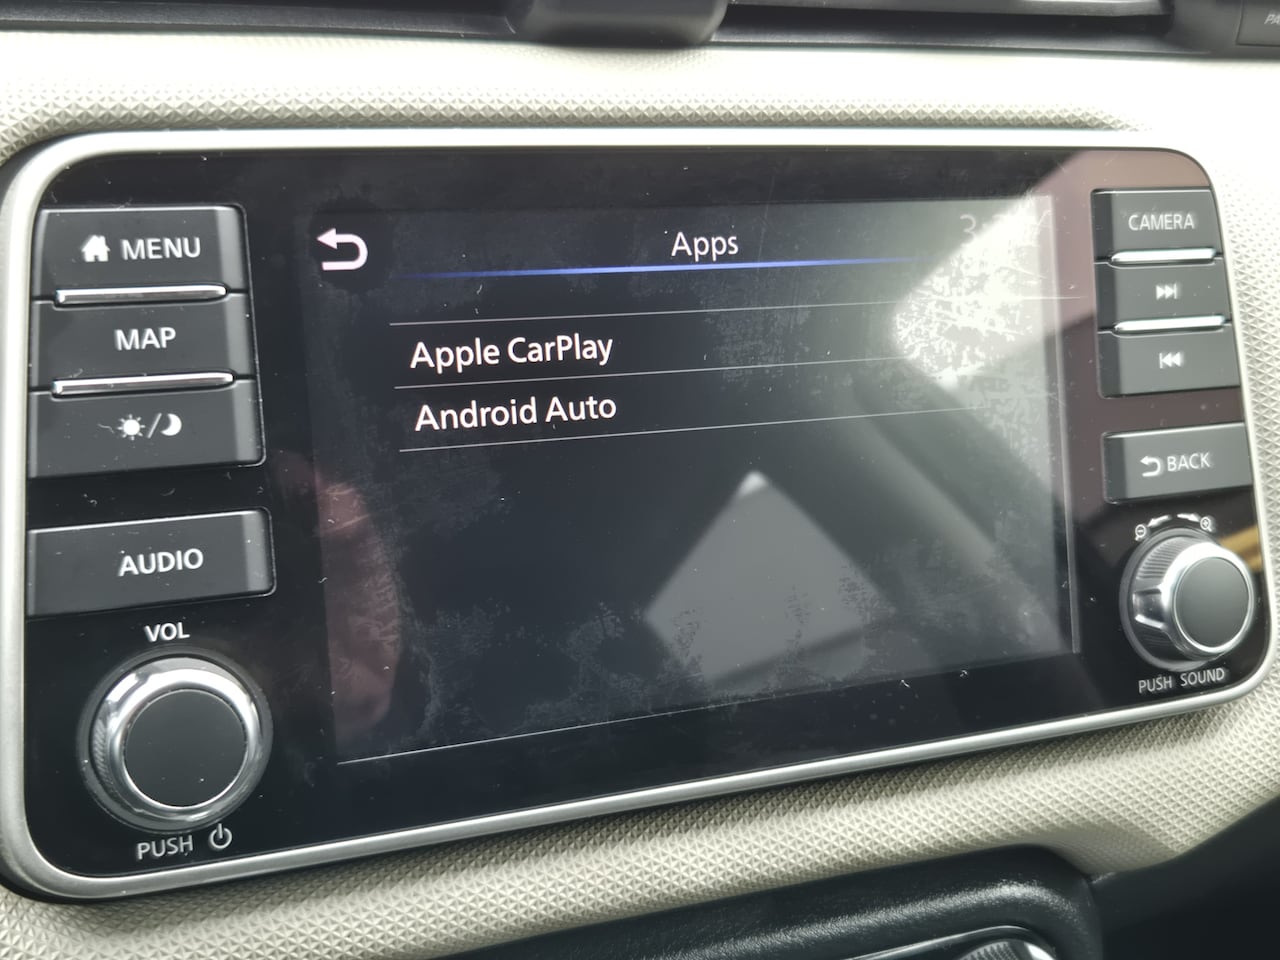 MENU
MAP
AUDIO
VOL
PUSH
Apps
Apple CarPlay
Android Auto
CAMERA
BACK
PUSH SOUND